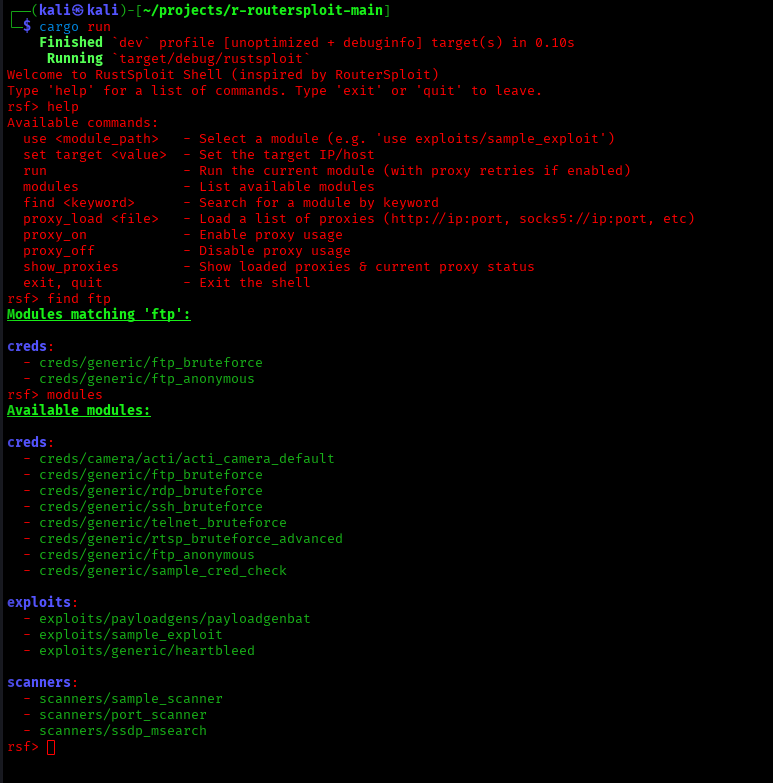 ┌──(kali㉿kali)-[~/projects/r-routersploit-main]
└─$ cargo run
    Finished `dev` profile [unoptimized + debuginfo] target(s) in 0.10s
     Running `target/debug/rustsploit`
Welcome to RustSploit Shell (inspired by RouterSploit)
Type 'help' for a list of commands. Type 'exit' or 'quit' to leave.
rsf> help
Available commands:
  use <module_path>   - Select a module (e.g. 'use exploits/sample_exploit')
  set target <value>  - Set the target IP/host
  run                 - Run the current module (with proxy retries if enabled)
  modules             - List available modules
  find <keyword>      - Search for a module by keyword
  proxy_load <file>   - Load a list of proxies (http://ip:port, socks5://ip:port, etc)
  proxy_on            - Enable proxy usage
  proxy_off           - Disable proxy usage
  show_proxies        - Show loaded proxies & current proxy status
  exit, quit          - Exit the shell
rsf> find ftp
Modules matching 'ftp':

creds:
  - creds/generic/ftp_bruteforce
  - creds/generic/ftp_anonymous
rsf> modules
Available modules:

creds:
  - creds/camera/acti/acti_camera_default
  - creds/generic/ftp_bruteforce
  - creds/generic/rdp_bruteforce
  - creds/generic/ssh_bruteforce
  - creds/generic/telnet_bruteforce
  - creds/generic/rtsp_bruteforce_advanced
  - creds/generic/ftp_anonymous
  - creds/generic/sample_cred_check

exploits:
  - exploits/payloadgens/payloadgenbat
  - exploits/sample_exploit
  - exploits/generic/heartbleed

scanners:
  - scanners/sample_scanner
  - scanners/port_scanner
  - scanners/ssdp_msearch
rsf>